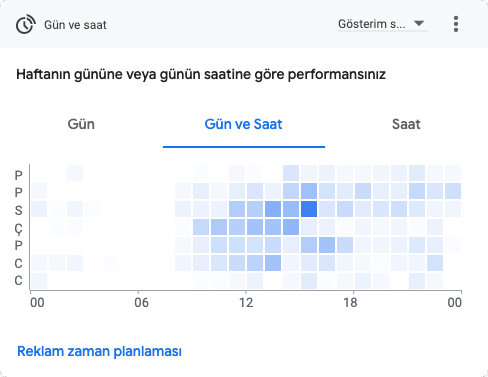 Gün ve saat
Gösterim s...
Haftanın gününe veya günün saatine göre performansınız
Gün
Gün ve Saat
Saat
P
P
S
Ç
P
C
C
00
06
12
18
00
Reklam zaman planlaması